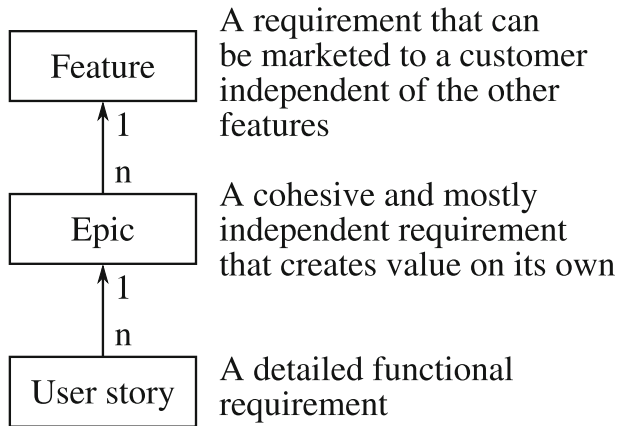 Feature
A requirement that can
be marketed to a customer
independent of the other
features
1
n
Epic
A cohesive and mostly
independent requirement
that creates value on its own
1
n
User story
A detailed functional
requirement